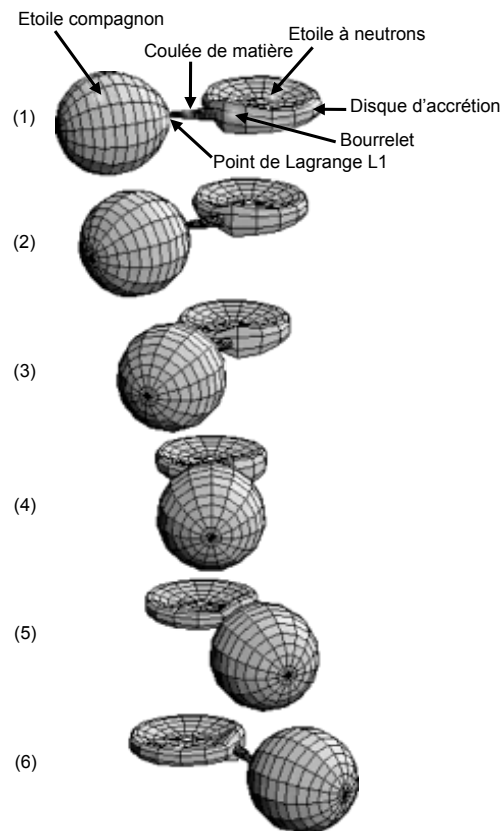 Etoile compagnon
Coulée de matière
Etoile à neutrons
Disque d'accrétion
(1)
Bourrelet
Point de Lagrange L1
(2)
(3)
(4)
(5)
(6)